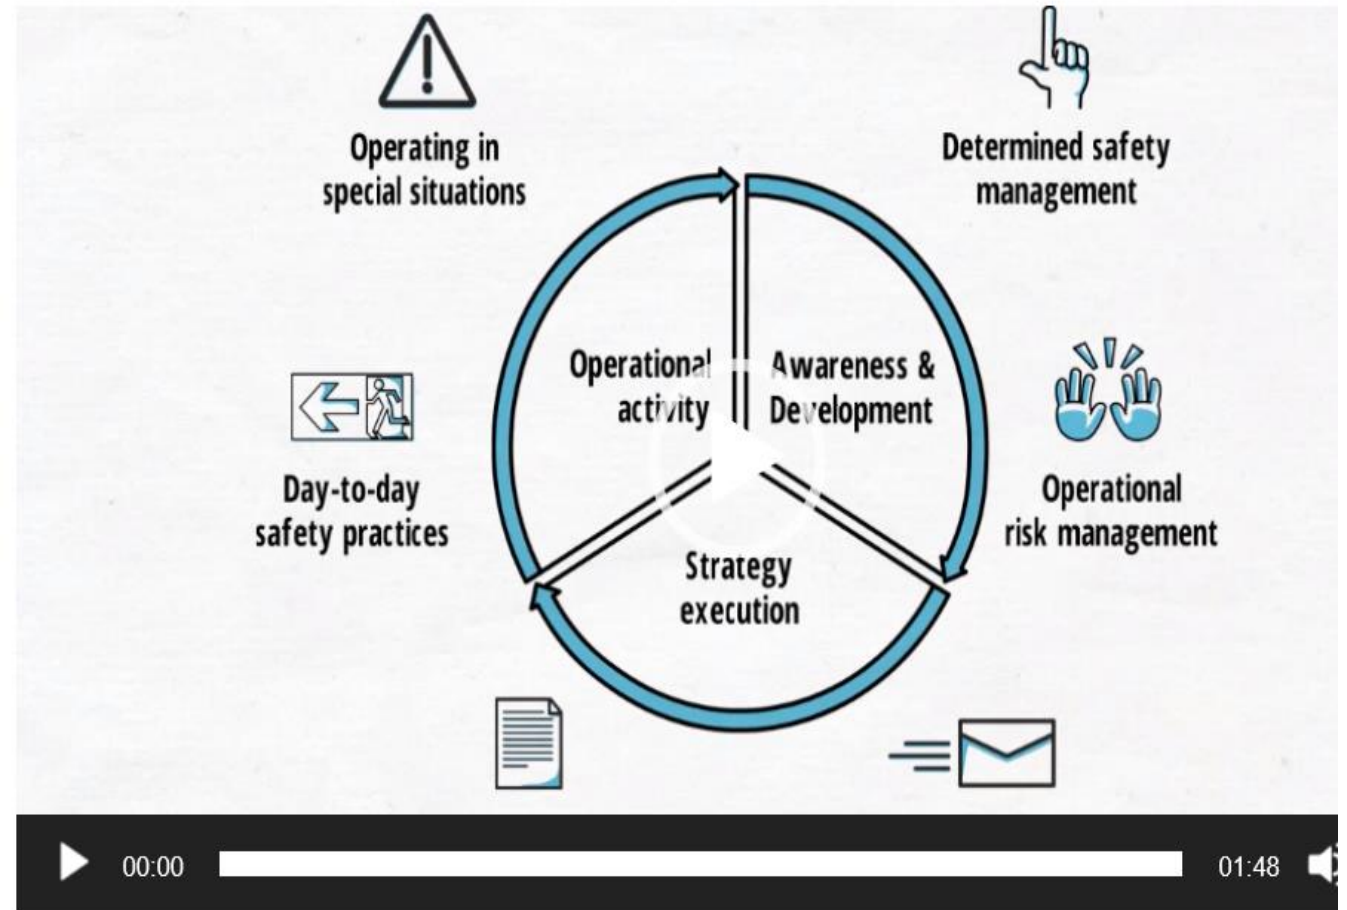 Operating in
special situations
Determined safety
management
Operational
activity
Awareness &
Development
Day-to-day
safety practices
Operational
risk management
Strategy
execution
00:00
01:48